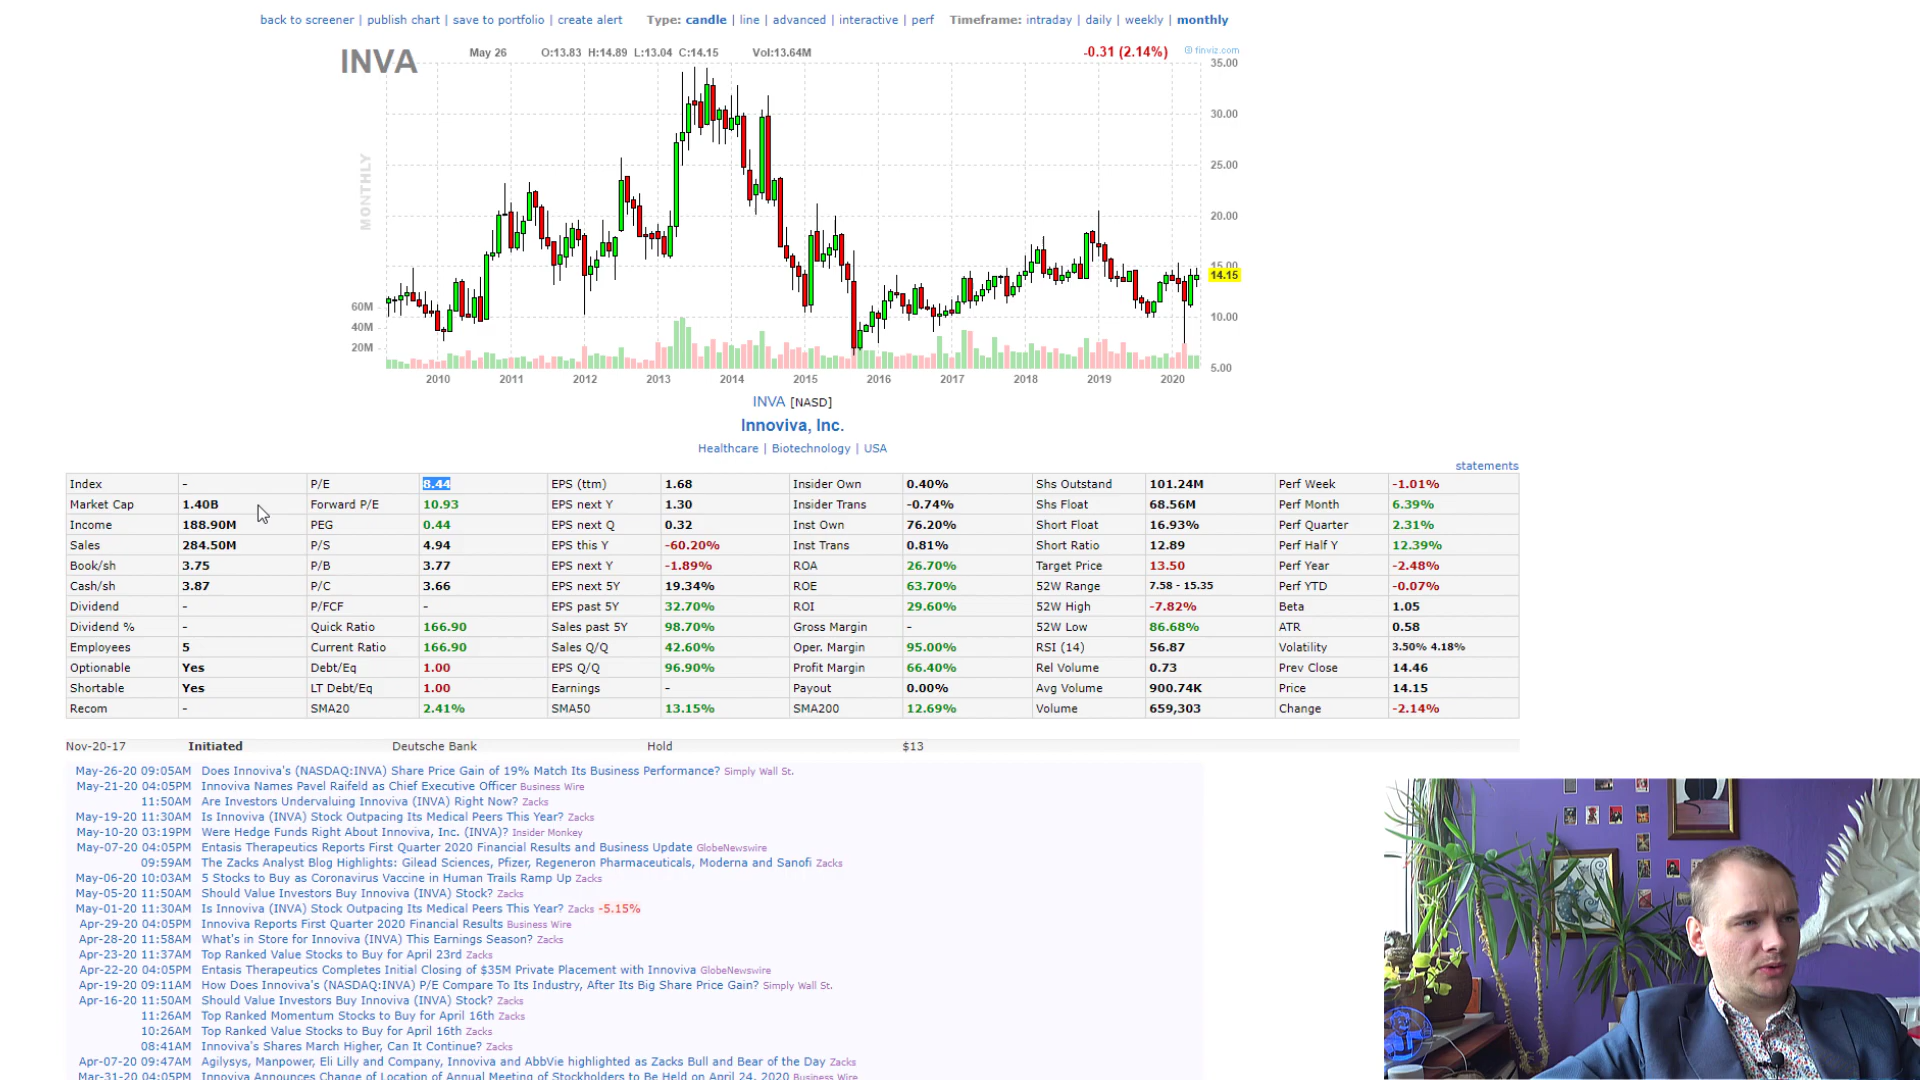 back to screener | publish chart | save to portfolio | create alert Type: candle | line | advanced | interactive | perf Timeframe: intraday | daily | weekly | monthly
INVA May 26 O:13.83 H:14.89 L:13.04 C:14.15 Vol:13.64M -0.31 (2.14%) © finviz.com
MONTHLY
35.00
30.00
25.00
20.00
15.00
14.15
10.00
5.00
60M
40M
20M
2010 2011 2012 2013 2014 2015 2016 2017 2018 2019 2020
INVA [NASD]
Innoviva, Inc.
Healthcare | Biotechnology | USA
statements
Index - P/E 8.44 EPS (ttm) 1.68 Insider Own 0.40% Shs Outstand 101.24M Perf Week -1.01%
Market Cap 1.40B Forward P/E 10.93 EPS next Y 1.30 Insider Trans -0.74% Shs Float 68.56M Perf Month 6.39%
Income 188.90M PEG 0.44 EPS next Q 0.32 Inst Own 76.20% Short Float 16.93% Perf Quarter 2.31%
Sales 284.50M P/S 4.94 EPS this Y -60.20% Inst Trans 0.81% Short Ratio 12.89 Perf Half Y 12.39%
Book/sh 3.75 P/B 3.77 EPS next Y -1.89% ROA 26.70% Target Price 13.50 Perf Year -2.48%
Cash/sh 3.87 P/C 3.66 EPS next 5Y 19.34% ROE 63.70% 52W Range 7.58 - 15.35 Perf YTD -0.07%
Dividend - P/FCF - EPS past 5Y 32.70% ROI 29.60% 52W High -7.82% Beta 1.05
Dividend % - Quick Ratio 166.90 Sales past 5Y 98.70% Gross Margin - 52W Low 86.68% ATR 0.58
Employees 5 Current Ratio 166.90 Sales Q/Q 42.60% Oper. Margin 95.00% RSI (14) 56.87 Volatility 3.50% 4.18%
Optionable Yes Debt/Eq 1.00 EPS Q/Q 96.90% Profit Margin 66.40% Rel Volume 0.73 Prev Close 14.46
Shortable Yes LT Debt/Eq 1.00 Earnings - Payout 0.00% Avg Volume 900.74K Price 14.15
Recom - SMA20 2.41% SMA50 13.15% SMA200 12.69% Volume 659,303 Change -2.14%
Nov-20-17 Initiated Deutsche Bank Hold $13
May-26-20 09:05AM Does Innoviva's (NASDAQ:INVA) Share Price Gain of 19% Match Its Business Performance? Simply Wall St.
May-21-20 04:05PM Innoviva Names Pavel Raifeld as Chief Executive Officer Business Wire
11:50AM Are Investors Undervaluing Innoviva (INVA) Right Now? Zacks
May-19-20 11:30AM Is Innoviva (INVA) Stock Outpacing Its Medical Peers This Year? Zacks
May-10-20 03:19PM Were Hedge Funds Right About Innoviva, Inc. (INVA)? Insider Monkey
May-07-20 04:05PM Entasis Therapeutics Reports First Quarter 2020 Financial Results and Business Update GlobeNewswire
09:59AM The Zacks Analyst Blog Highlights: Gilead Sciences, Pfizer, Regeneron Pharmaceuticals, Moderna and Sanofi Zacks
May-06-20 10:03AM 5 Stocks to Buy as Coronavirus Vaccine in Human Trails Ramp Up Zacks
May-05-20 11:50AM Should Value Investors Buy Innoviva (INVA) Stock? Zacks
May-01-20 11:30AM Is Innoviva (INVA) Stock Outpacing Its Medical Peers This Year? Zacks -5.15%
Apr-29-20 04:05PM Innoviva Reports First Quarter 2020 Financial Results Business Wire
Apr-28-20 11:58AM What's in Store for Innoviva (INVA) This Earnings Season? Zacks
Apr-23-20 11:37AM Top Ranked Value Stocks to Buy for April 23rd Zacks
Apr-22-20 04:05PM Entasis Therapeutics Completes Initial Closing of $35M Private Placement with Innoviva GlobeNewswire
Apr-19-20 09:11AM How Does Innoviva's (NASDAQ:INVA) P/E Compare To Its Industry, After Its Big Share Price Gain? Simply Wall St.
Apr-16-20 11:50AM Should Value Investors Buy Innoviva (INVA) Stock? Zacks
11:26AM Top Ranked Momentum Stocks to Buy for April 16th Zacks
10:26AM Top Ranked Value Stocks to Buy for April 16th Zacks
08:41AM Innoviva's Shares March Higher, Can It Continue? Zacks
Apr-07-20 09:47AM Agilysys, Manpower, Eli Lilly and Company, Innoviva and AbbVie highlighted as Zacks Bull and Bear of the Day Zacks
Mar-31-20 04:05PM Innoviva Announces Change of Location of Annual Meeting of Stockholders to Be Held on April 24, 2020 Business Wire